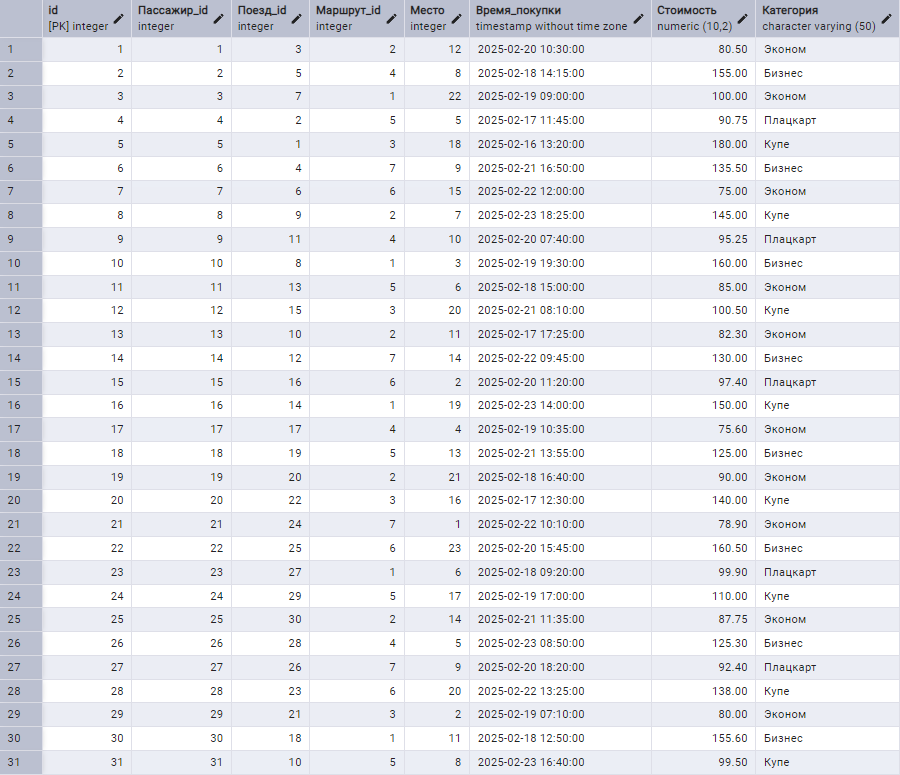 id Пассажир_id Поезд_id Маршрут_id Место Время_покупки Стоимость Категория
[PK] integer integer integer integer integer timestamp without time zone numeric (10,2) character varying (50)
1 1 1 3 2 12 2025-02-20 10:30:00 80.50 Эконом
2 2 2 5 4 8 2025-02-18 14:15:00 155.00 Бизнес
3 3 3 7 1 22 2025-02-19 09:00:00 100.00 Эконом
4 4 4 2 5 5 2025-02-17 11:45:00 90.75 Плацкарт
5 5 5 1 3 18 2025-02-16 13:20:00 180.00 Купе
6 6 6 4 7 9 2025-02-21 16:50:00 135.50 Бизнес
7 7 7 6 6 15 2025-02-22 12:00:00 75.00 Эконом
8 8 8 9 2 7 2025-02-23 18:25:00 145.00 Купе
9 9 9 11 4 10 2025-02-20 07:40:00 95.25 Плацкарт
10 10 10 8 1 3 2025-02-19 19:30:00 160.00 Бизнес
11 11 11 13 5 6 2025-02-18 15:00:00 85.00 Эконом
12 12 12 15 3 20 2025-02-21 08:10:00 100.50 Купе
13 13 13 10 2 11 2025-02-17 17:25:00 82.30 Эконом
14 14 14 12 7 14 2025-02-22 09:45:00 130.00 Бизнес
15 15 15 16 6 2 2025-02-20 11:20:00 97.40 Плацкарт
16 16 16 14 1 19 2025-02-23 14:00:00 150.00 Купе
17 17 17 17 4 4 2025-02-19 10:35:00 75.60 Эконом
18 18 18 19 5 13 2025-02-21 13:55:00 125.00 Бизнес
19 19 19 20 2 21 2025-02-18 16:40:00 90.00 Эконом
20 20 20 22 3 16 2025-02-17 12:30:00 140.00 Купе
21 21 21 24 7 1 2025-02-22 10:10:00 78.90 Эконом
22 22 22 25 6 23 2025-02-20 15:45:00 160.50 Бизнес
23 23 23 27 1 6 2025-02-18 09:20:00 99.90 Плацкарт
24 24 24 29 5 17 2025-02-19 17:00:00 110.00 Купе
25 25 25 30 2 14 2025-02-21 11:35:00 87.75 Эконом
26 26 26 28 4 5 2025-02-23 08:50:00 125.30 Бизнес
27 27 27 26 7 9 2025-02-20 18:20:00 92.40 Плацкарт
28 28 28 23 6 20 2025-02-22 13:25:00 138.00 Купе
29 29 29 21 3 2 2025-02-19 07:10:00 80.00 Эконом
30 30 30 18 1 11 2025-02-18 12:50:00 155.60 Бизнес
31 31 31 10 5 8 2025-02-23 16:40:00 99.50 Купе